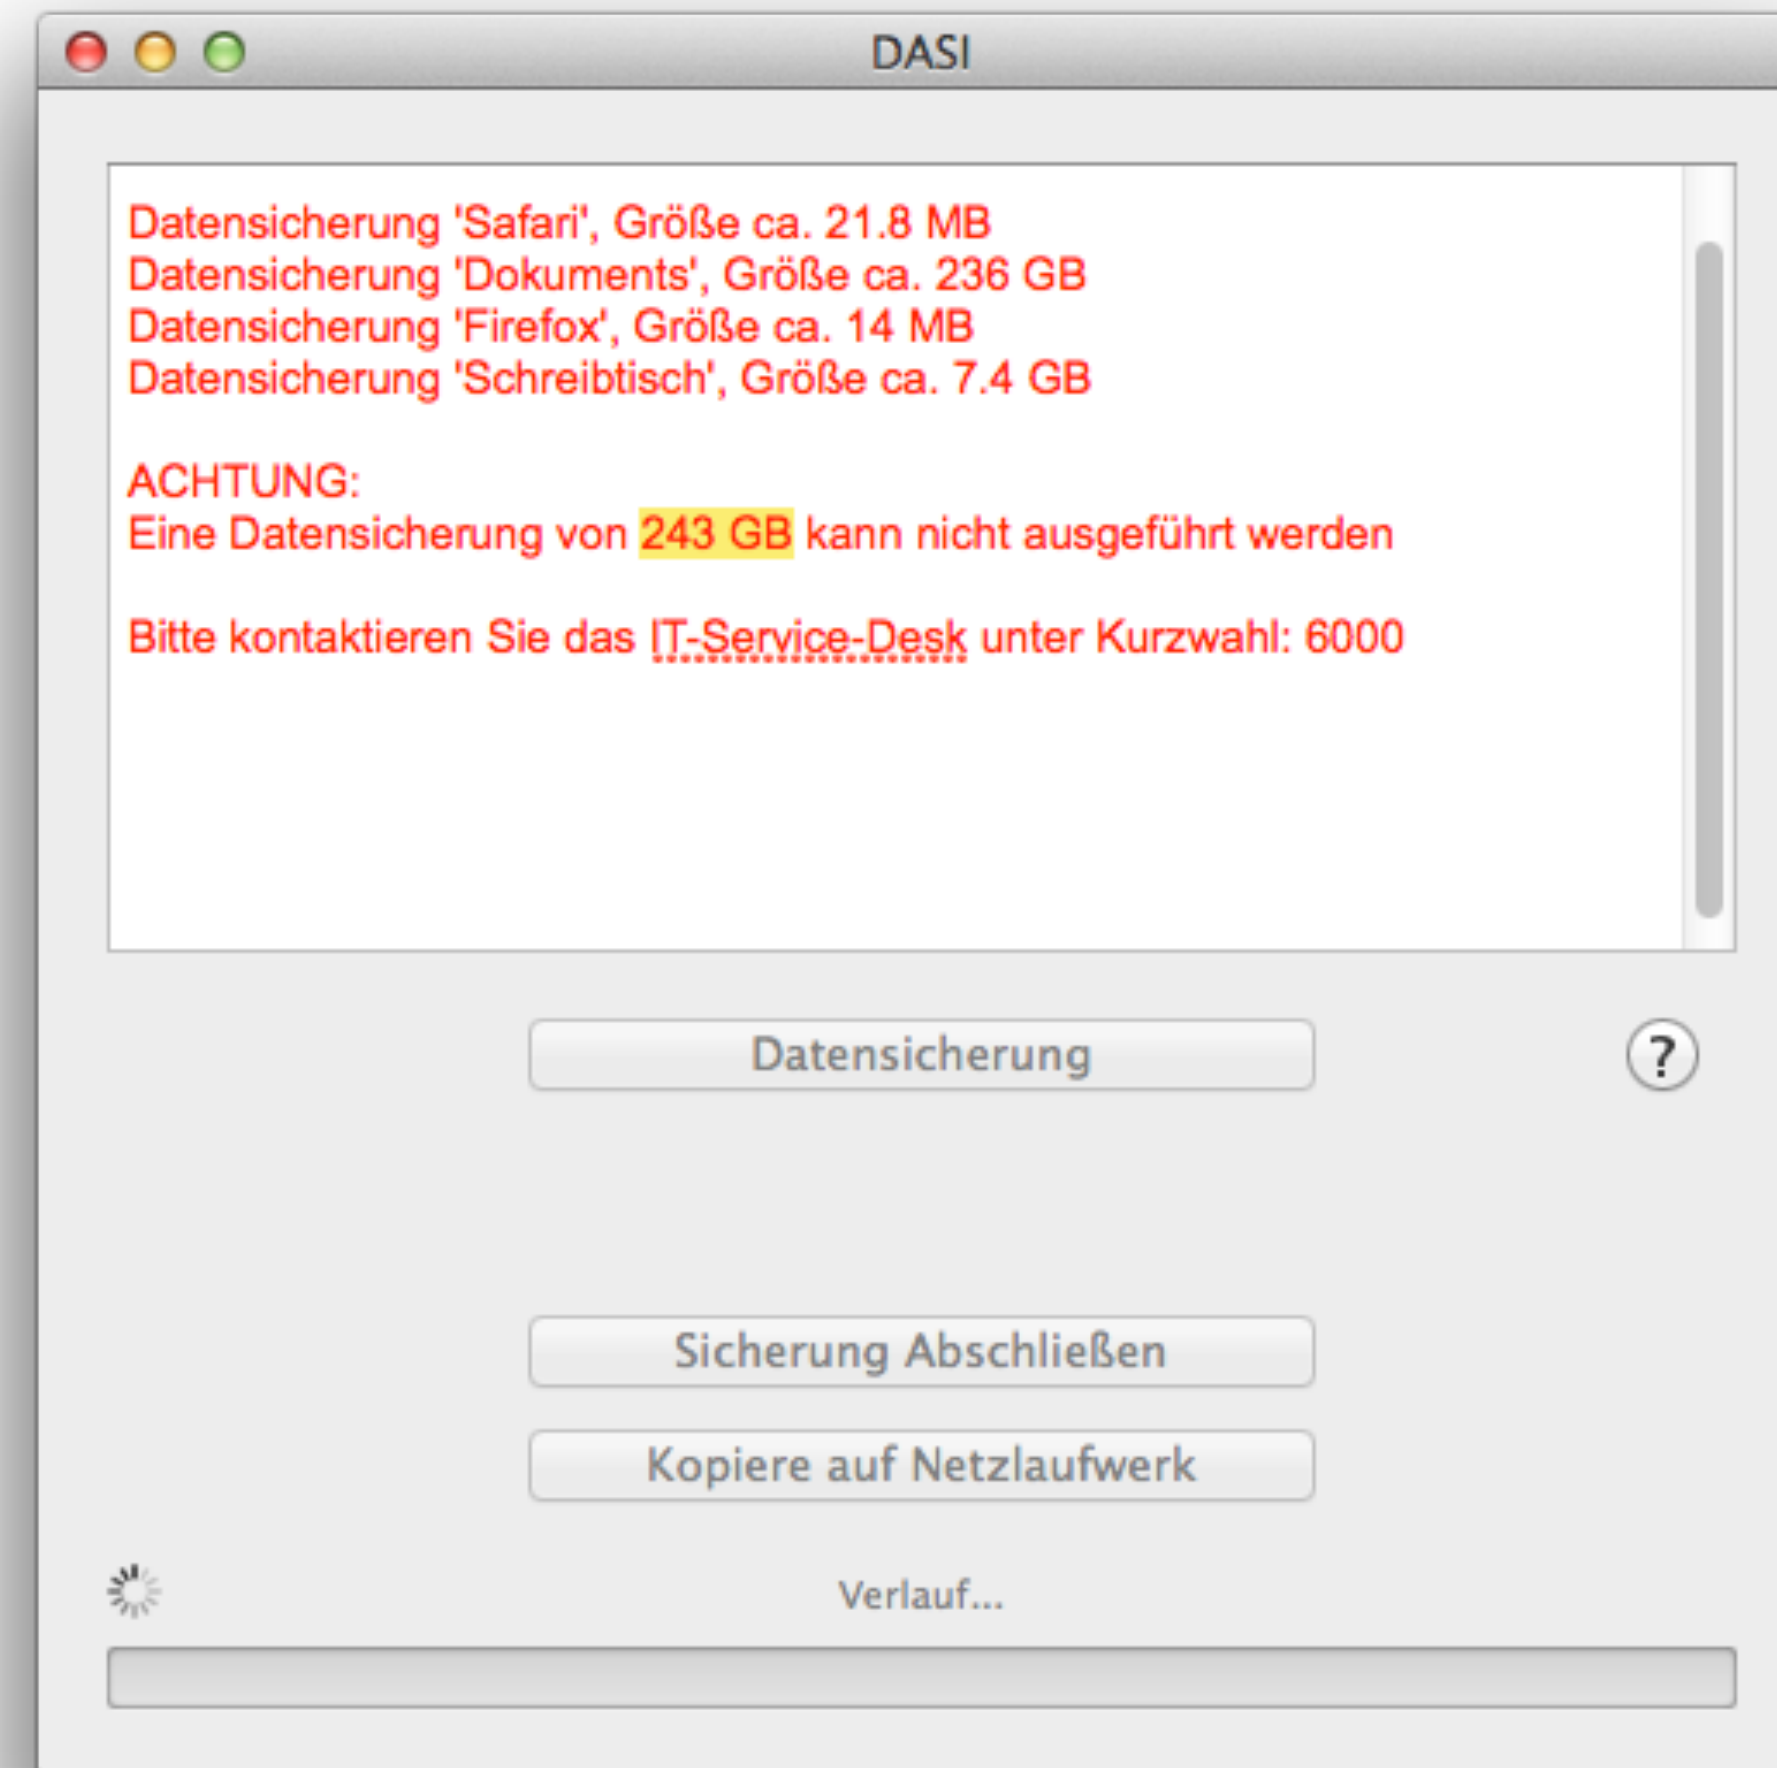 DASI
Datensicherung 'Safari', Größe ca. 21.8 MB
Datensicherung 'Dokuments', Größe ca. 236 GB
Datensicherung 'Firefox', Größe ca. 14 MB
Datensicherung 'Schreibtisch', Größe ca. 7.4 GB
ACHTUNG:
Eine Datensicherung von 243 GB kann nicht ausgeführt werden
Bitte kontaktieren Sie das IT-Service-Desk unter Kurzwahl: 6000
Datensicherung
?
Sicherung Abschließen
Kopiere auf Netzlaufwerk
Verlauf...